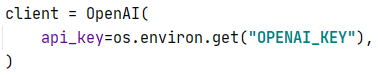 client = OpenAI(
    api_key=os.environ.get("OPENAI_KEY"),
)